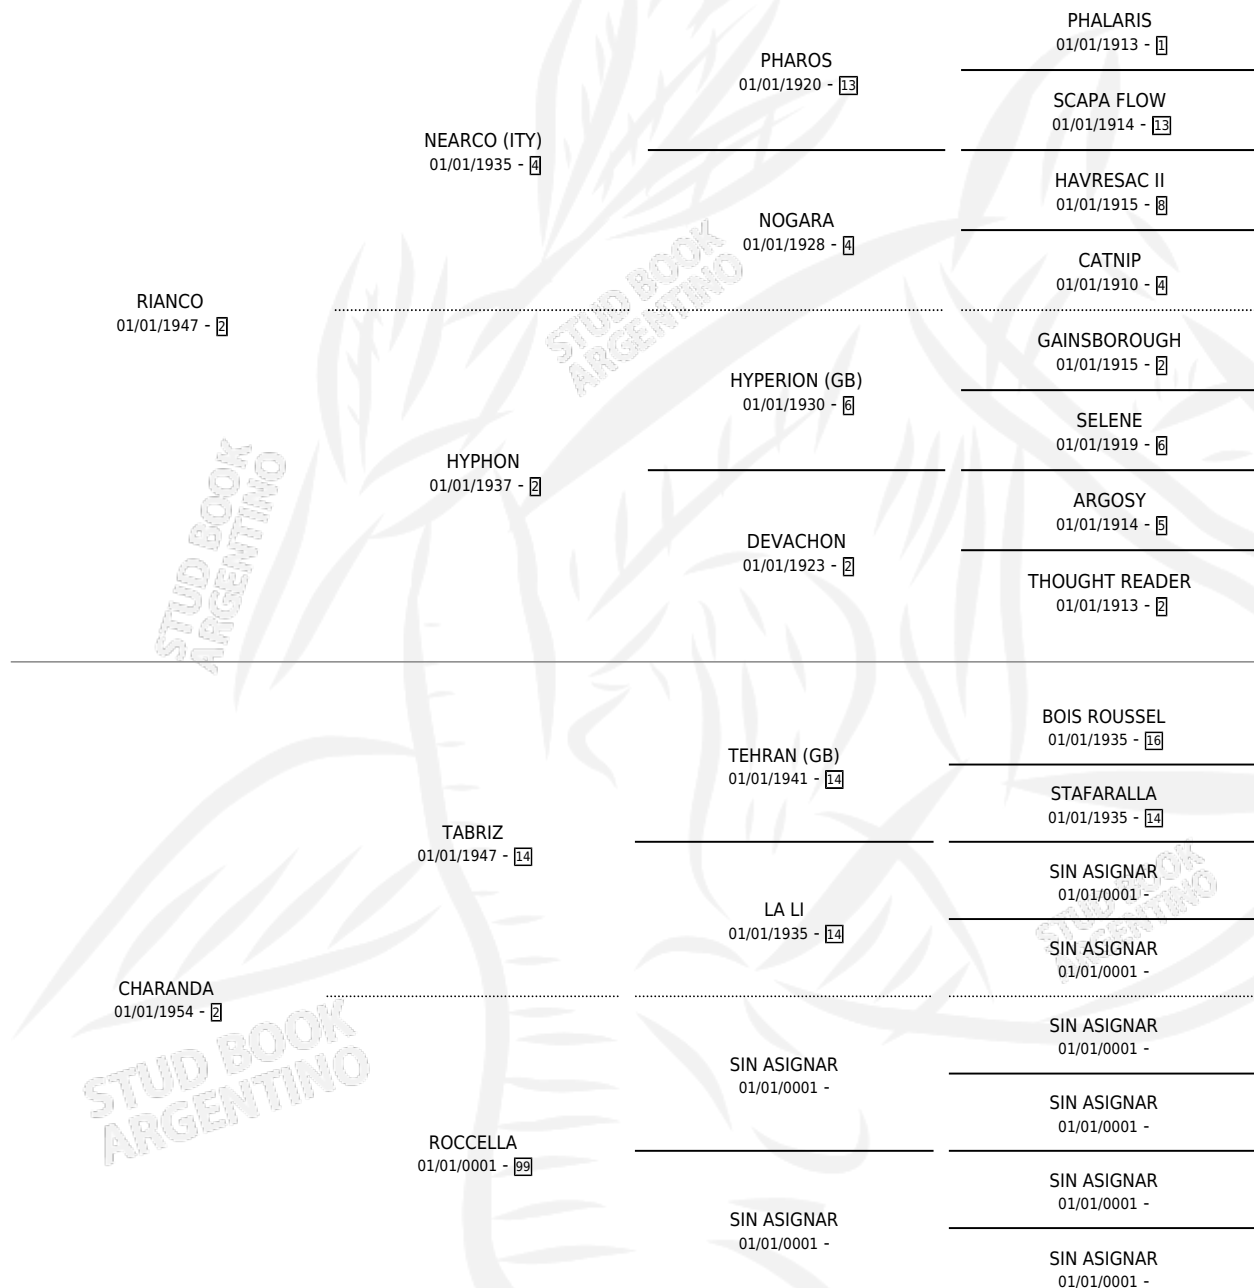 PHALARIS
01/01/1913 - 1
PHAROS
01/01/1920 - 13
SCAPA FLOW
01/01/1914 - 13
NEARCO (ITY)
01/01/1935 - 4
HAVRESAC II
01/01/1915 - 8
NOGARA
01/01/1928 - 4
CATNIP
01/01/1910 - 4
RIANCO
01/01/1947 - 2
STUD BOOK
ARGENTINO
GAINSBOROUGH
01/01/1915 - 2
HYPERION (GB)
01/01/1930 - 6
SELENE
01/01/1919 - 6
HYPHON
01/01/1937 - 2
ARGOSY
01/01/1914 - 5
DEVACHON
01/01/1923 - 2
THOUGHT READER
01/01/1913 - 2
STUD BOOK
ARGENTINO
BOIS ROUSSEL
01/01/1935 - 16
TEHRAN (GB)
01/01/1941 - 14
STAFARALLA
01/01/1935 - 14
TABRIZ
01/01/1947 - 14
SIN ASIGNAR
01/01/0001 -
LA LI
01/01/1935 - 14
SIN ASIGNAR
01/01/0001 -
STUD BOOK
ARGENTINO
CHARANDA
01/01/1954 - 2
SIN ASIGNAR
01/01/0001 -
SIN ASIGNAR
01/01/0001 -
SIN ASIGNAR
01/01/0001 -
STUD BOOK
ARGENTINO
ROCCELLA
01/01/0001 - 99
SIN ASIGNAR
01/01/0001 -
SIN ASIGNAR
01/01/0001 -
SIN ASIGNAR
01/01/0001 -